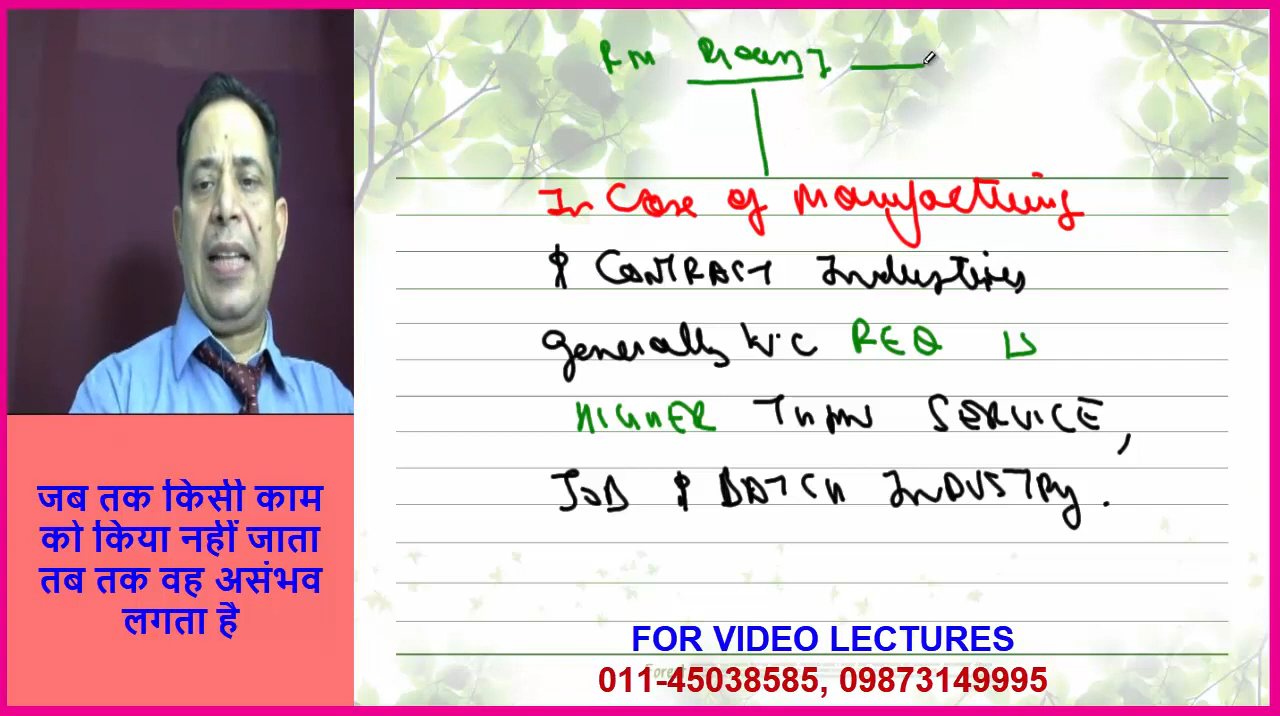 RM
In Case of Manufacturing
& CONTRACT Industries
Generally W.C REQ is
HIGHER Than SERVICE,
JOB & BATCH INDUSTRY.
जब तक किसी काम
को किया नहीं जाता
तब तक वह असंभव
लगता है
FOR VIDEO LECTURES
011-45038585, 09873149995